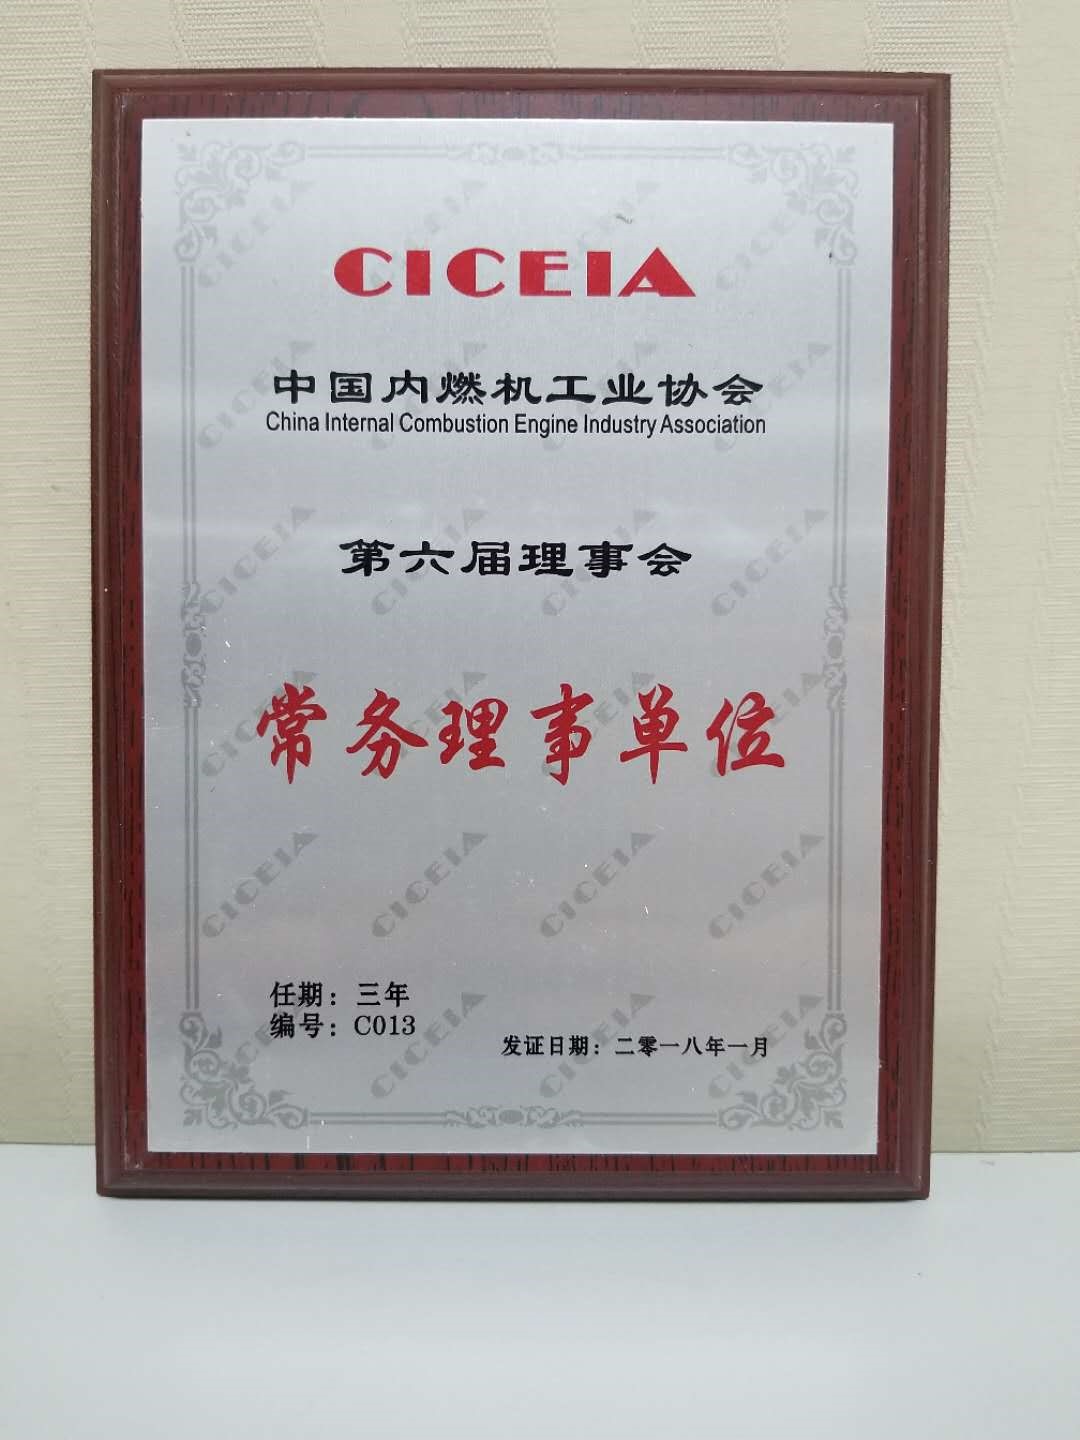 CICEIA
中国内燃机工业协会
China Internal Combustion Engine Industry Association
第六届理事会
常务理事单位
任期：三年
编号：C013
发证日期：二零一八年一月